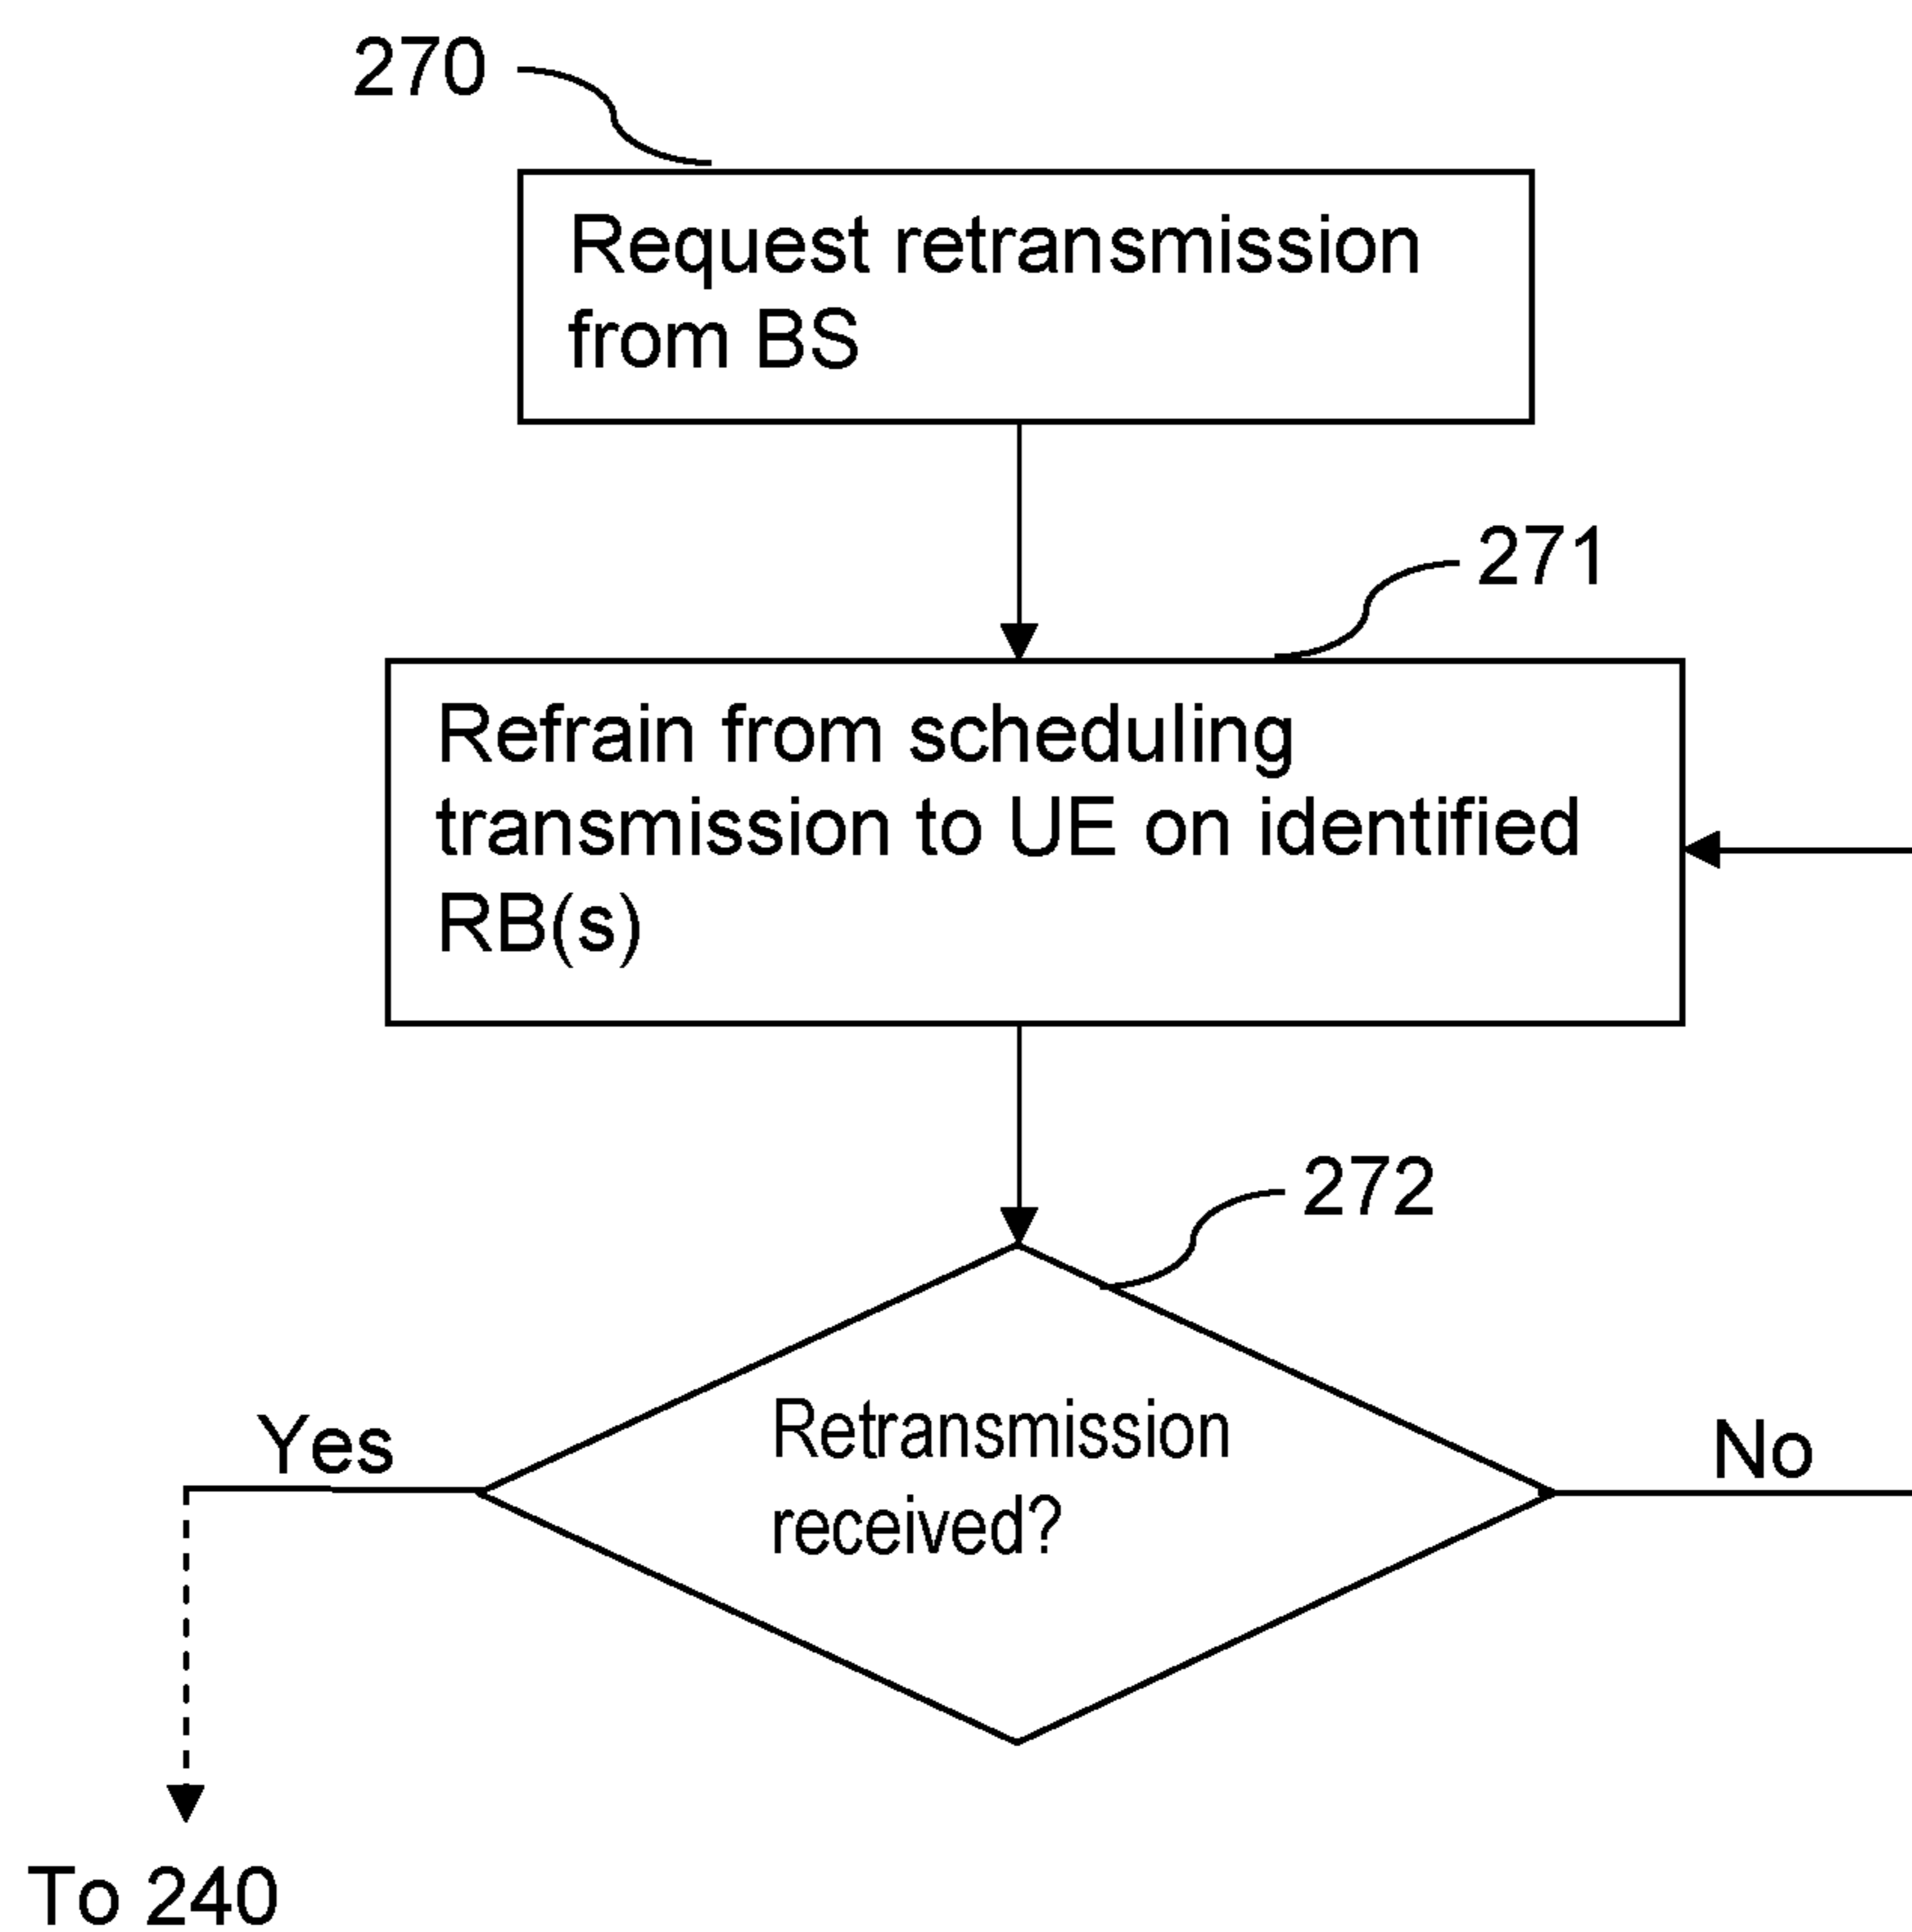 270
Request retransmission
from BS
271
Refrain from scheduling
transmission to UE on identified
RB(s)
272
Retransmission
received?
Yes
No
To 240